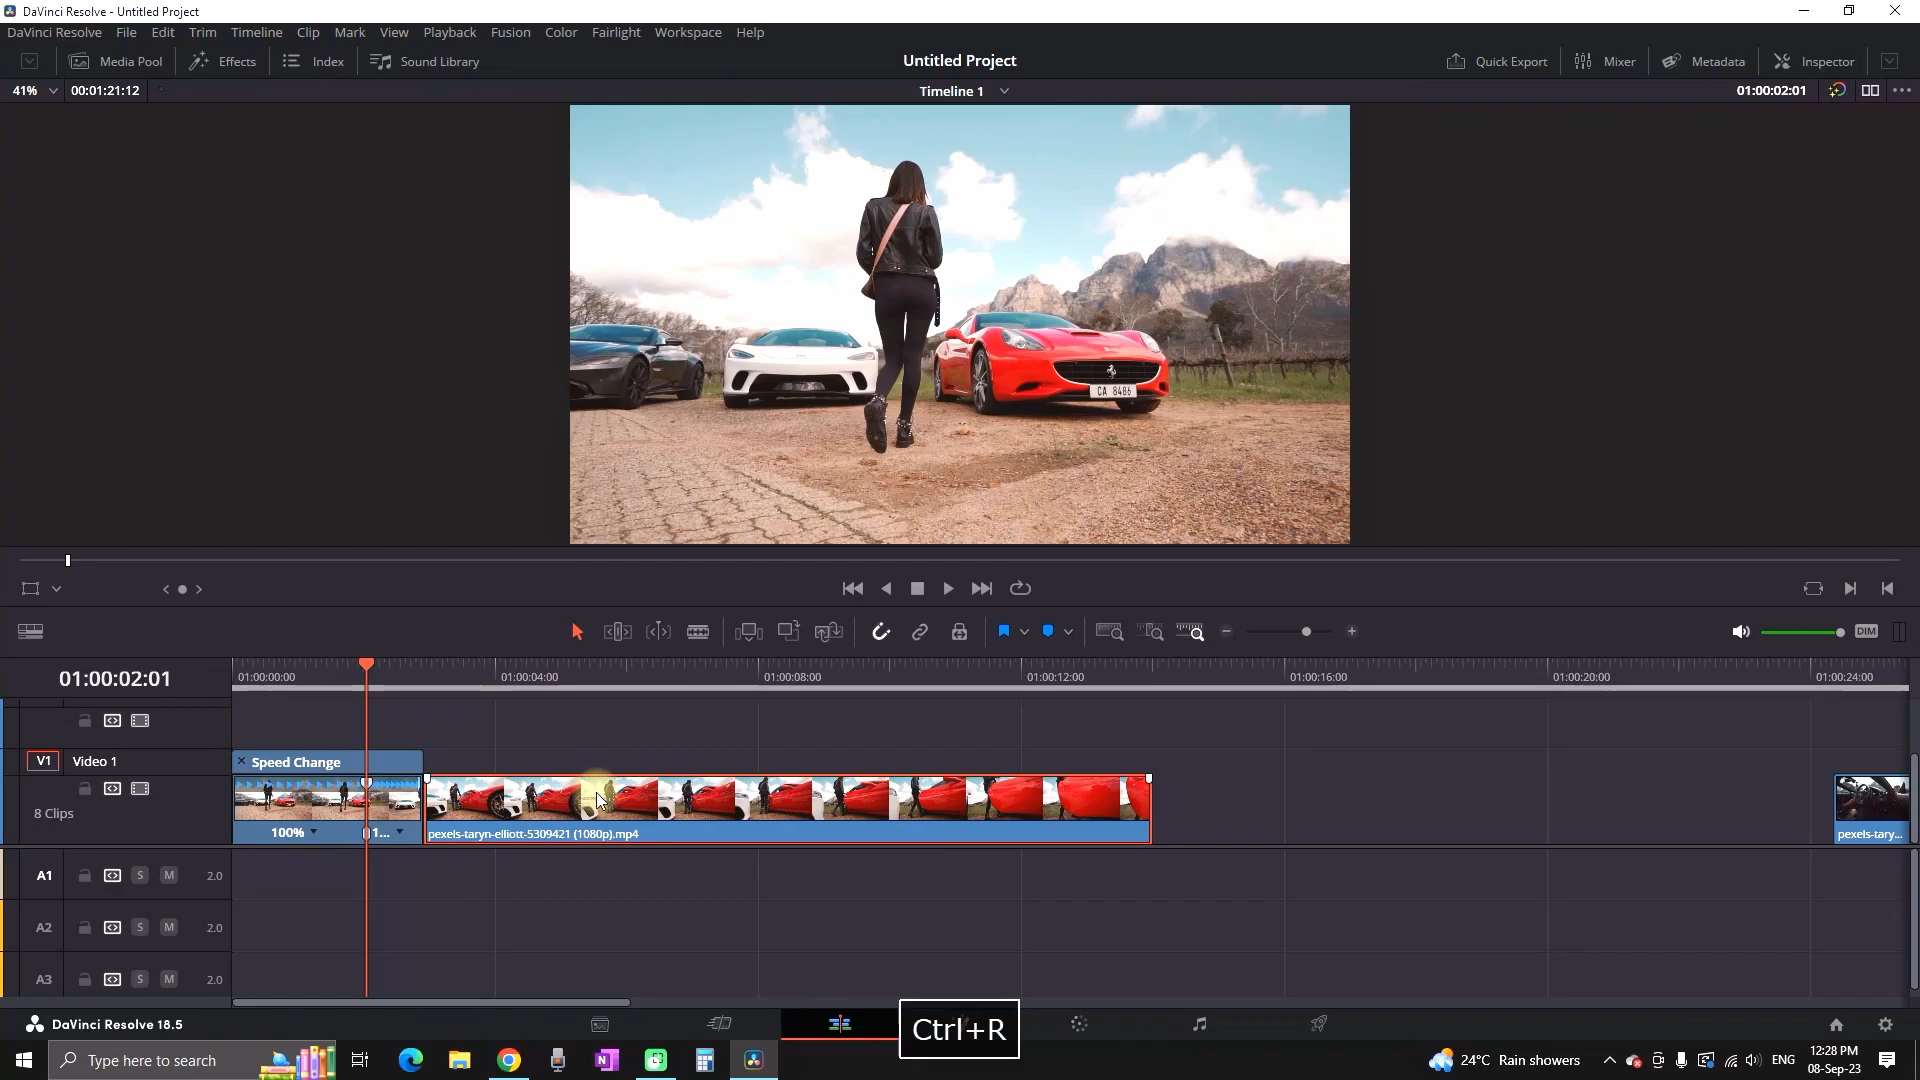 DaVinci Resolve - Untitled Project
DaVinci Resolve File Edit Trim Timeline Clip Mark View Playback Fusion Color Fairlight Workspace Help
Media Pool Effects Index Sound Library Untitled Project Quick Export Mixer Metadata Inspector
41% 00:01:21:12 Timeline 1 01:00:02:01
CA 8486
DIM
01:00:02:01
01:00:00:00 01:00:04:00 01:00:08:00 01:00:12:00 01:00:16:00 01:00:20:00 01:00:24:00
V1 Video 1 Speed Change
8 Clips
100% 1... pexels-taryn-elliott-5309421 (1080p).mp4 pexels-tary...
A1 S M 2.0
A2 S M 2.0
A3 S M 2.0
DaVinci Resolve 18.5
Ctrl+R
Type here to search
24°C Rain showers
ENG
12:28 PM
08-Sep-23